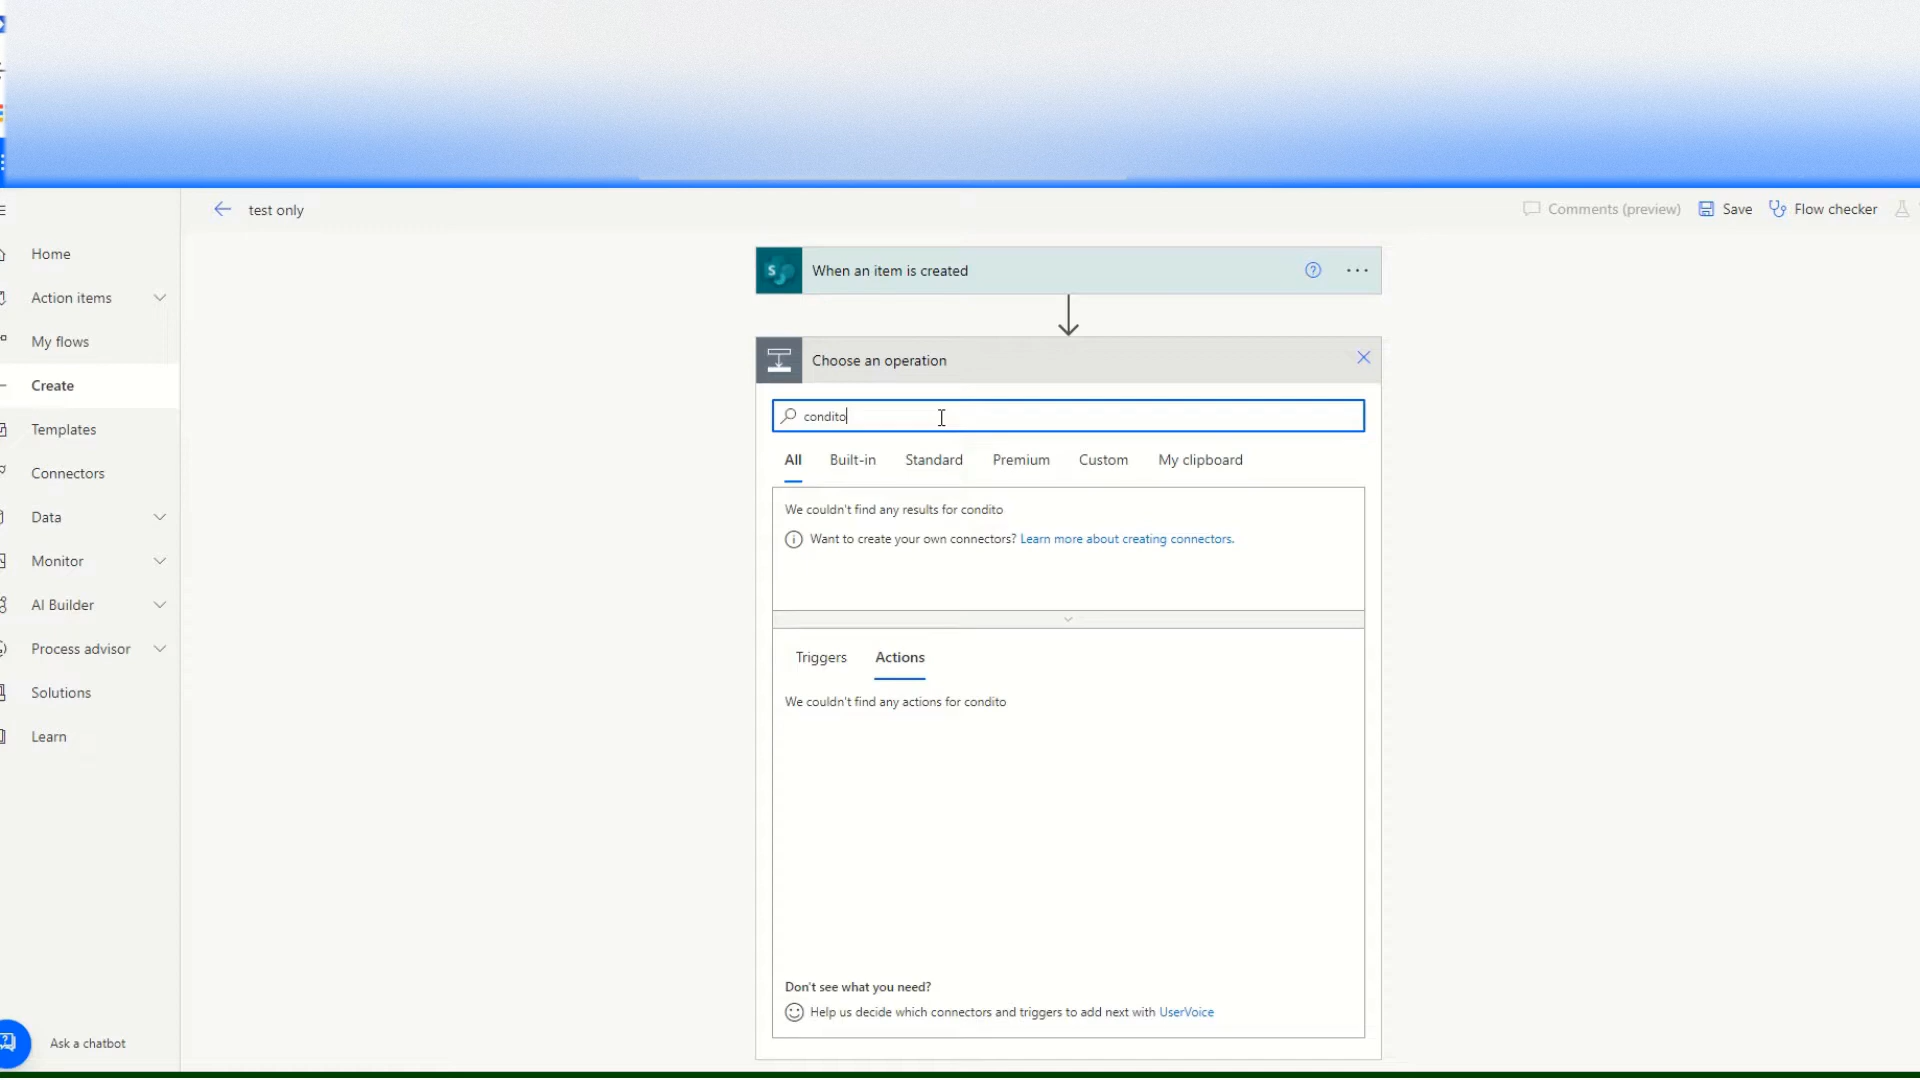 test only
Comments (preview)
Save
Flow checker
Home
Action items
My flows
Create
Templates
Connectors
Data
Monitor
AI Builder
Process advisor
Solutions
Learn
Ask a chatbot
When an item is created
Choose an operation
condito
All Built-in Standard Premium Custom My clipboard
We couldn't find any results for condito
Want to create your own connectors? Learn more about creating connectors.
Triggers Actions
We couldn't find any actions for condito
Don't see what you need?
Help us decide which connectors and triggers to add next with UserVoice